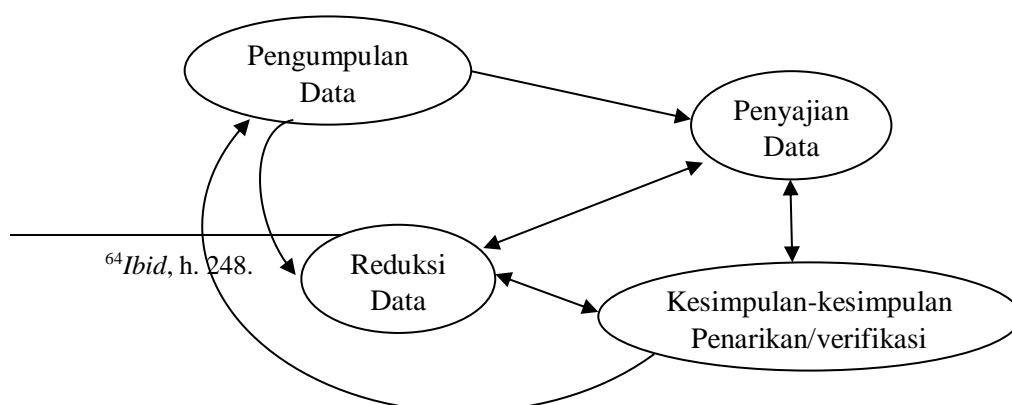 Pengumpulan
Data
Penyajian
Data
Reduksi
Data
Kesimpulan-kesimpulan
Penarikan/verifikasi
64Ibid, h. 248.